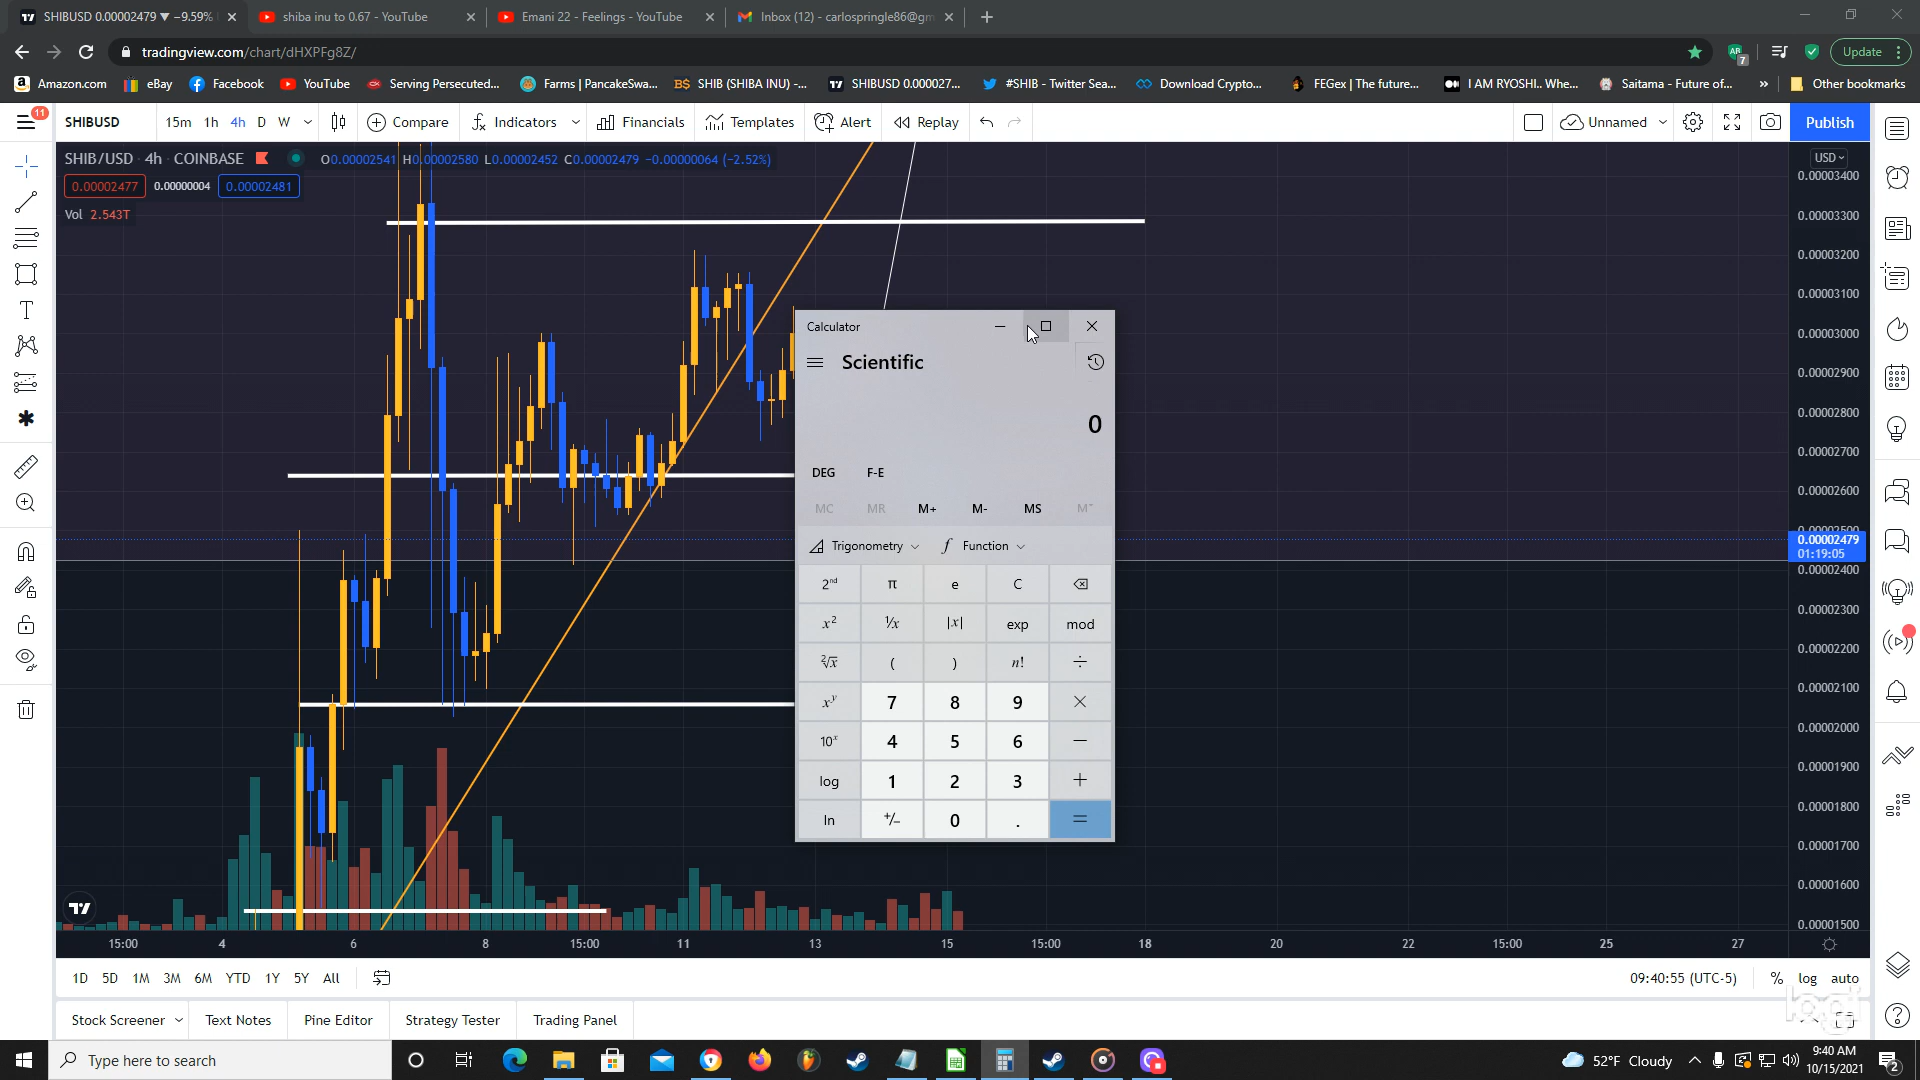 SHIBUSD 0.00002479 ▼ −9.59%
shiba inu to 0.67 - YouTube
Emani 22 - Feelings - YouTube
Inbox (12) - carlospringle86@gm
tradingview.com/chart/dHXPFg8Z/
7
Update
Amazon.com
eBay
Facebook
YouTube
Serving Persecuted...
Farms | PancakeSwa...
SHIB (SHIBA INU) -...
SHIBUSD 0.000027...
#SHIB - Twitter Sea...
Download Crypto...
FEGex | The future...
I AM RYOSHI.. Whe...
Saitama - Future of...
»
Other bookmarks
11
SHIBUSD
15m
1h
4h
D
W
Compare
Indicators
Financials
Templates
Alert
Replay
Unnamed
Publish
SHIB/USD · 4h · COINBASE
O0.00002541 H0.00002580 L0.00002452 C0.00002479 −0.00000064 (−2.52%)
USD
0.00002477
0.00000004
0.00002481
Vol 2.543T
0.00003400
0.00003300
0.00003200
0.00003100
0.00003000
0.00002900
0.00002800
0.00002700
0.00002600
0.00002500
0.00002479
01:19:05
0.00002400
0.00002300
0.00002200
0.00002100
0.00002000
0.00001900
0.00001800
0.00001700
0.00001600
0.00001500
Calculator
Scientific
0
DEG
F-E
MC
MR
M+
M-
MS
M˅
Trigonometry
Function
2nd
π
e
C
x²
⅟x
|x|
exp
mod
²√x
(
)
n!
÷
xʸ
7
8
9
×
10ˣ
4
5
6
−
log
1
2
3
+
ln
+/−
0
.
=
15:00
4
6
8
15:00
11
13
15
15:00
18
20
22
15:00
25
27
1D
5D
1M
3M
6M
YTD
1Y
5Y
All
09:40:55 (UTC-5)
%
log
auto
logi
Stock Screener
Text Notes
Pine Editor
Strategy Tester
Trading Panel
Type here to search
52°F Cloudy
9:40 AM
10/15/2021
2